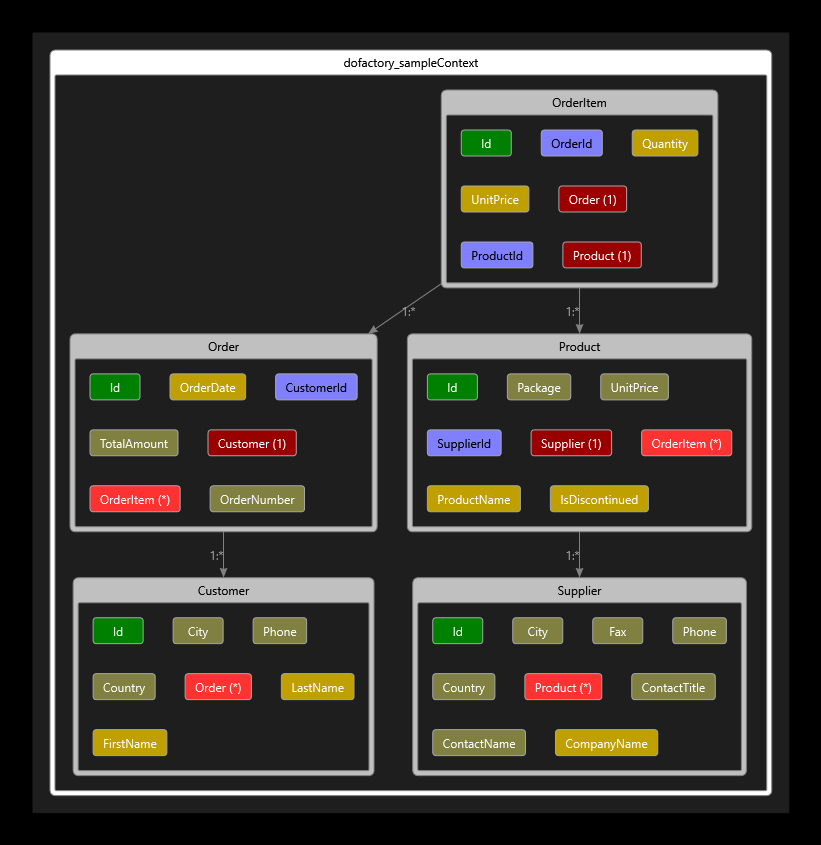 dofactory_sampleContext
OrderItem
Id OrderId Quantity
UnitPrice Order (1)
ProductId Product (1)
1:* 1:*
Order
Id OrderDate CustomerId
TotalAmount Customer (1)
OrderItem (*) OrderNumber
Product
Id Package UnitPrice
SupplierId Supplier (1) OrderItem (*)
ProductName IsDiscontinued
1:* 1:*
Customer
Id City Phone
Country Order (*) LastName
FirstName
Supplier
Id City Fax Phone
Country Product (*) ContactTitle
ContactName CompanyName